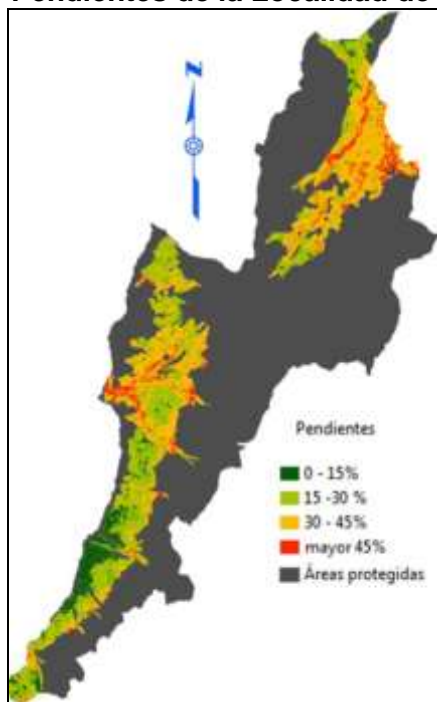 Pendientes de la Localidad de
N
Pendientes
0 - 15%
15 -30 %
30 - 45%
mayor 45%
Áreas protegidas